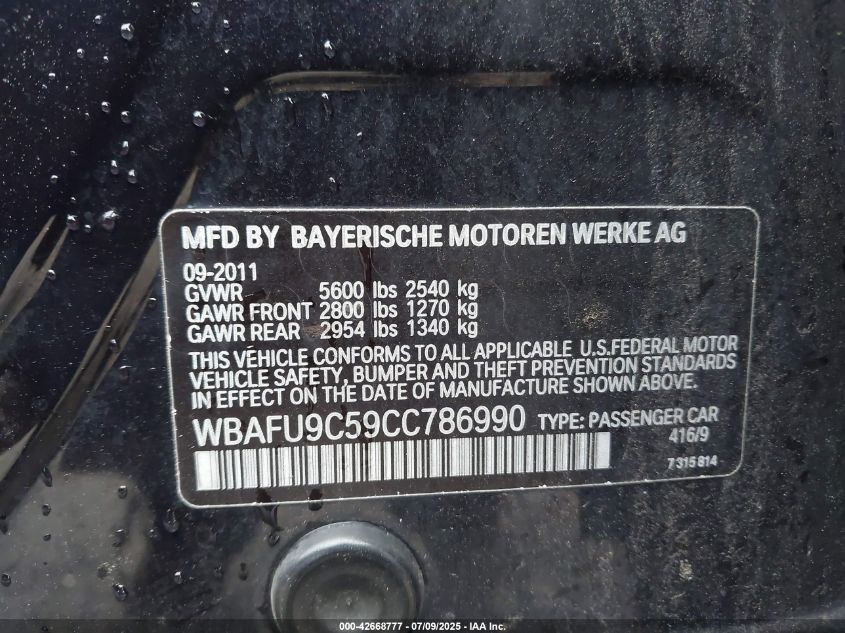 MFD BY BAYERISCHE MOTOREN WERKE AG
09-2011
GVWR 5600 lbs 2540 kg
GAWR FRONT 2800 lbs 1270 kg
GAWR REAR 2954 lbs 1340 kg
THIS VEHICLE CONFORMS TO ALL APPLICABLE U.S.FEDERAL MOTOR
VEHICLE SAFETY, BUMPER AND THEFT PREVENTION STANDARDS
IN EFFECT ON THE DATE OF MANUFACTURE SHOWN ABOVE.
WBAFU9C59CC786990 TYPE: PASSENGER CAR
416/9
7315814
000-42668777 | 07/09/2025 | IAA Inc.